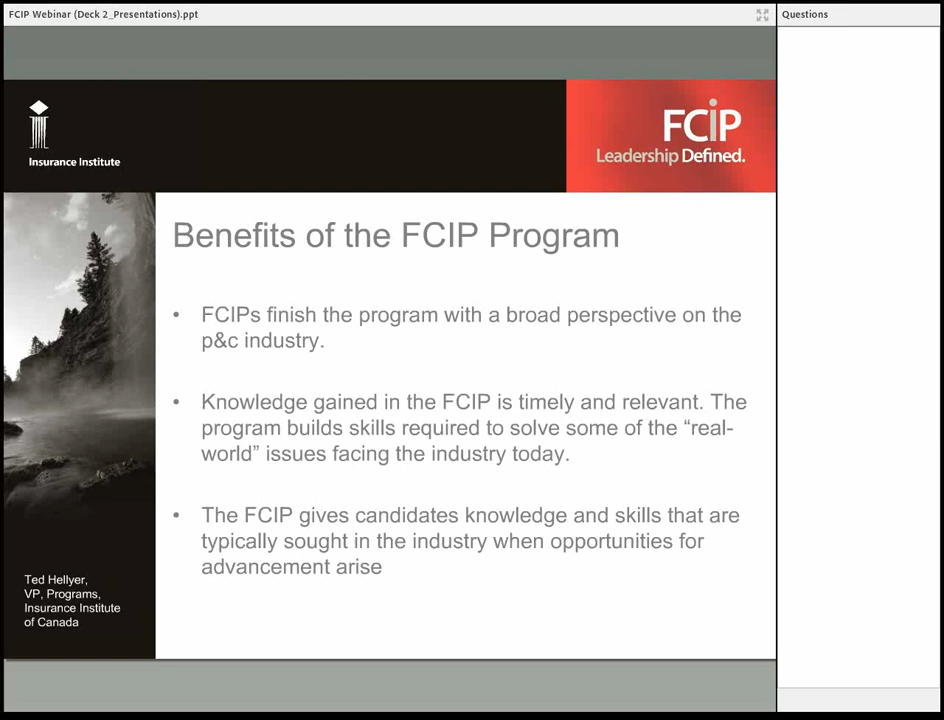 FCIP Webinar (Deck 2_Presentations).ppt
Questions
Insurance Institute
FCIP
Leadership Defined.
Benefits of the FCIP Program
• FCIPs finish the program with a broad perspective on the
p&c industry.
• Knowledge gained in the FCIP is timely and relevant. The
program builds skills required to solve some of the “real-
world” issues facing the industry today.
• The FCIP gives candidates knowledge and skills that are
typically sought in the industry when opportunities for
advancement arise
Ted Hellyer,
VP, Programs,
Insurance Institute
of Canada